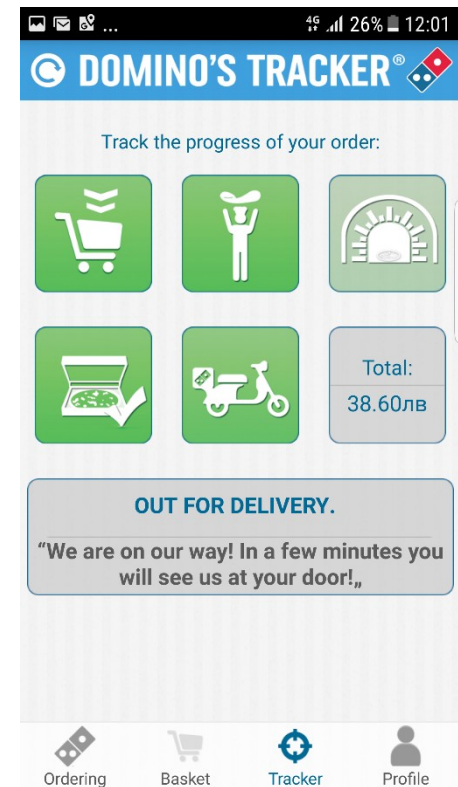 4G 26% 12:01
DOMINO'S TRACKER®
Track the progress of your order:
Total:
38.60лв
OUT FOR DELIVERY.
“We are on our way! In a few minutes you
will see us at your door!„
Ordering Basket Tracker Profile